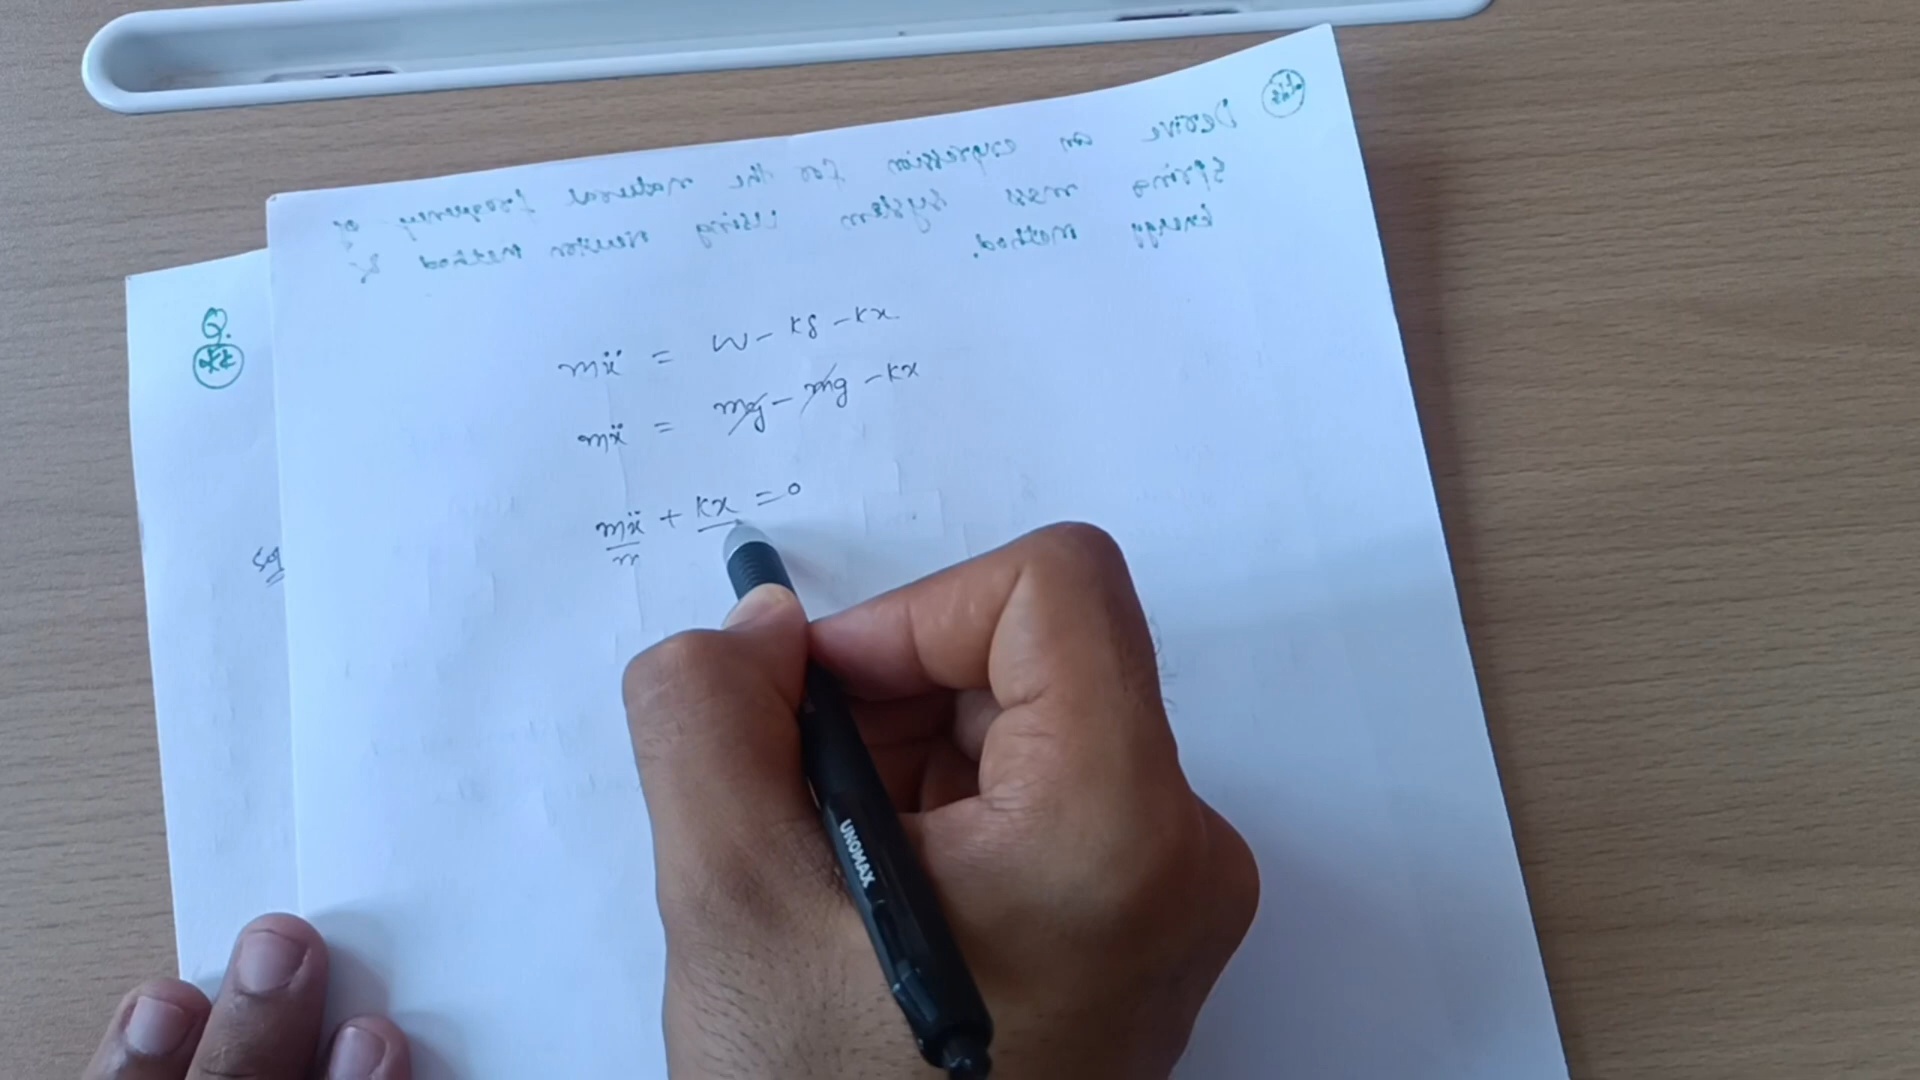 Derive an expression for the natural frequency of
spring mass system using newton method &
Energy method.
Q.
mẍ = W - kδ - kx
mẍ = mg - mg - kx
mẍ + kx = 0
m
Sol
UNOMAX